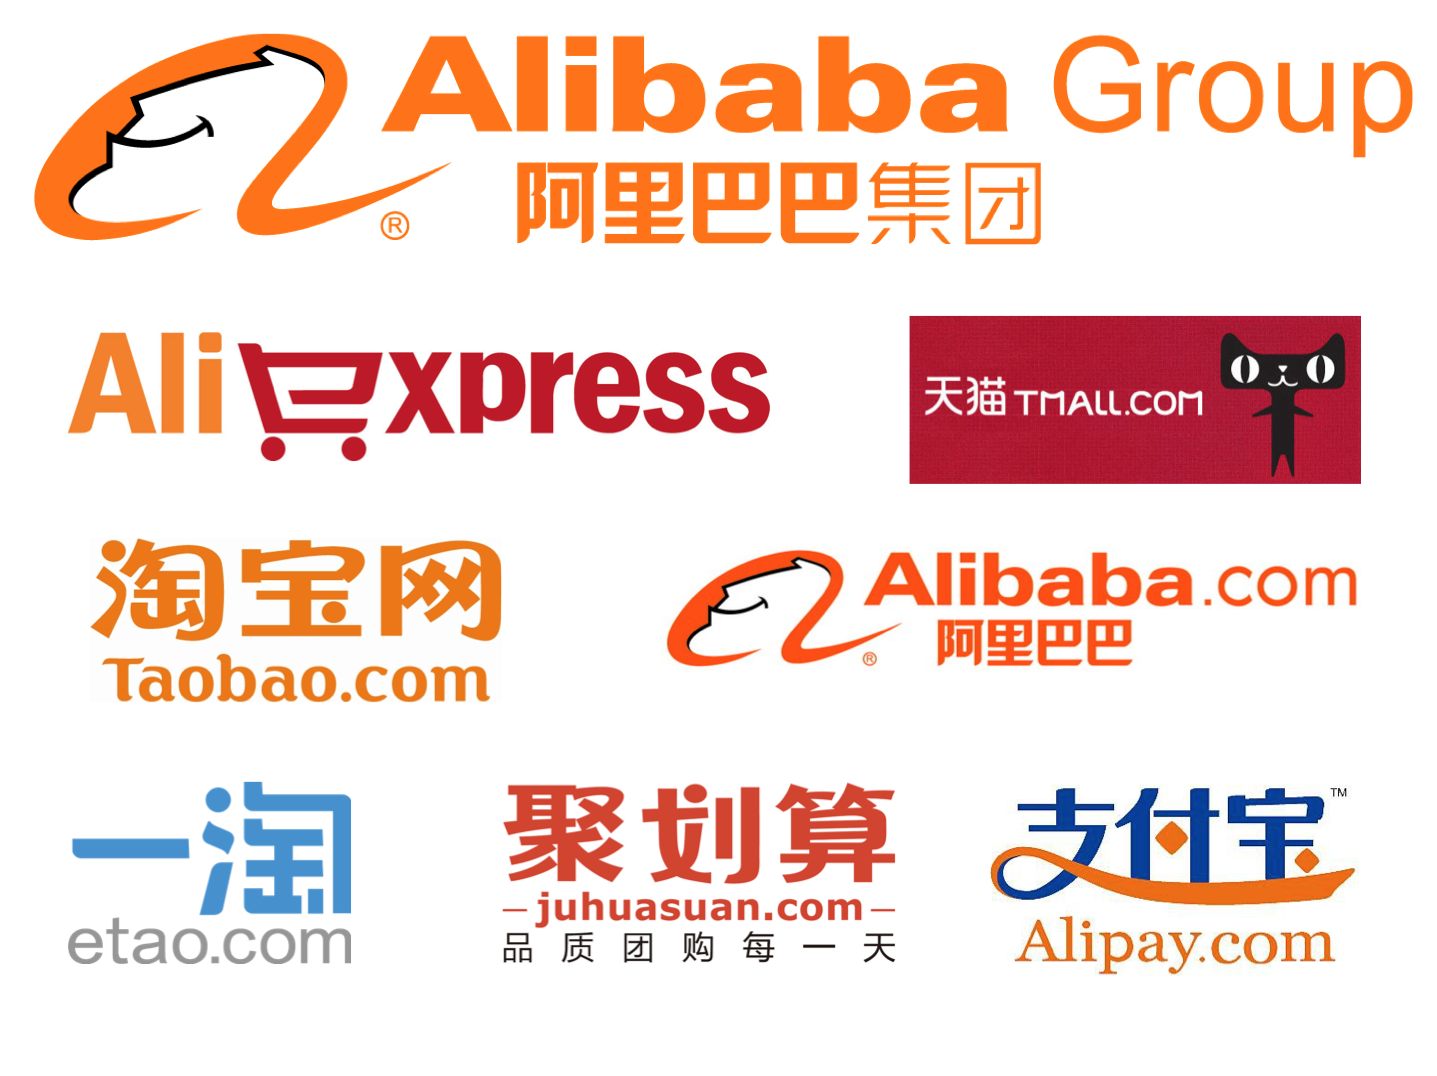 Alibaba Group
阿里巴巴集团
®
AliExpress
天猫 TMALL.COM
淘宝网
Taobao.com
Alibaba.com
阿里巴巴
®
一淘
etao.com
聚划算
juhuasuan.com
品质团购每一天
支付宝™
Alipay.com